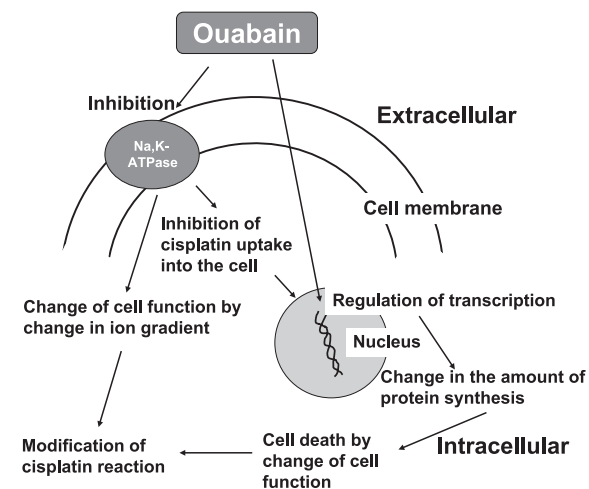 Ouabain
Inhibition
Extracellular
Na,K-
ATPase
Cell membrane
Inhibition of
cisplatin uptake
into the cell
Change of cell function by
change in ion gradient
Regulation of transcription
Nucleus
Change in the amount of
protein synthesis
Modification of
cisplatin reaction
Cell death by
change of cell
function
Intracellular